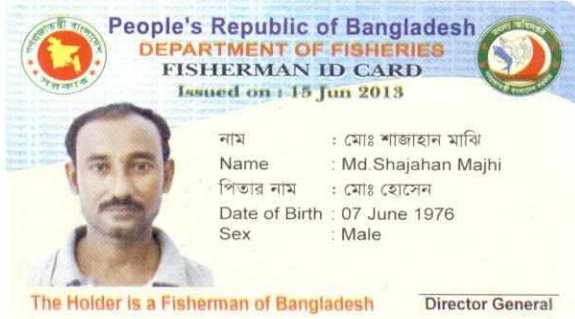 People's Republic of Bangladesh
DEPARTMENT OF FISHERIES
FISHERMAN ID CARD
Issued on : 15 Jun 2013
নাম : মোঃ শাজাহান মাঝি
Name : Md.Shajahan Majhi
পিতার নাম : মোঃ হোসেন
Date of Birth : 07 June 1976
Sex : Male
The Holder is a Fisherman of Bangladesh
Director General